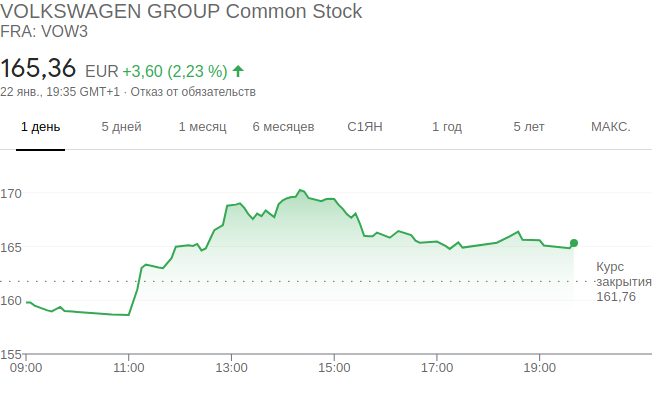 VOLKSWAGEN GROUP Common Stock
FRA: VOW3
165,36 EUR +3,60 (2,23 %)
22 янв., 19:35 GMT+1 · Отказ от обязательств
1 день 5 дней 1 месяц 6 месяцев С1ЯН 1 год 5 лет МАКС.
170
165
Курс
закрытия
161,76
160
155
09:00 11:00 13:00 15:00 17:00 19:00